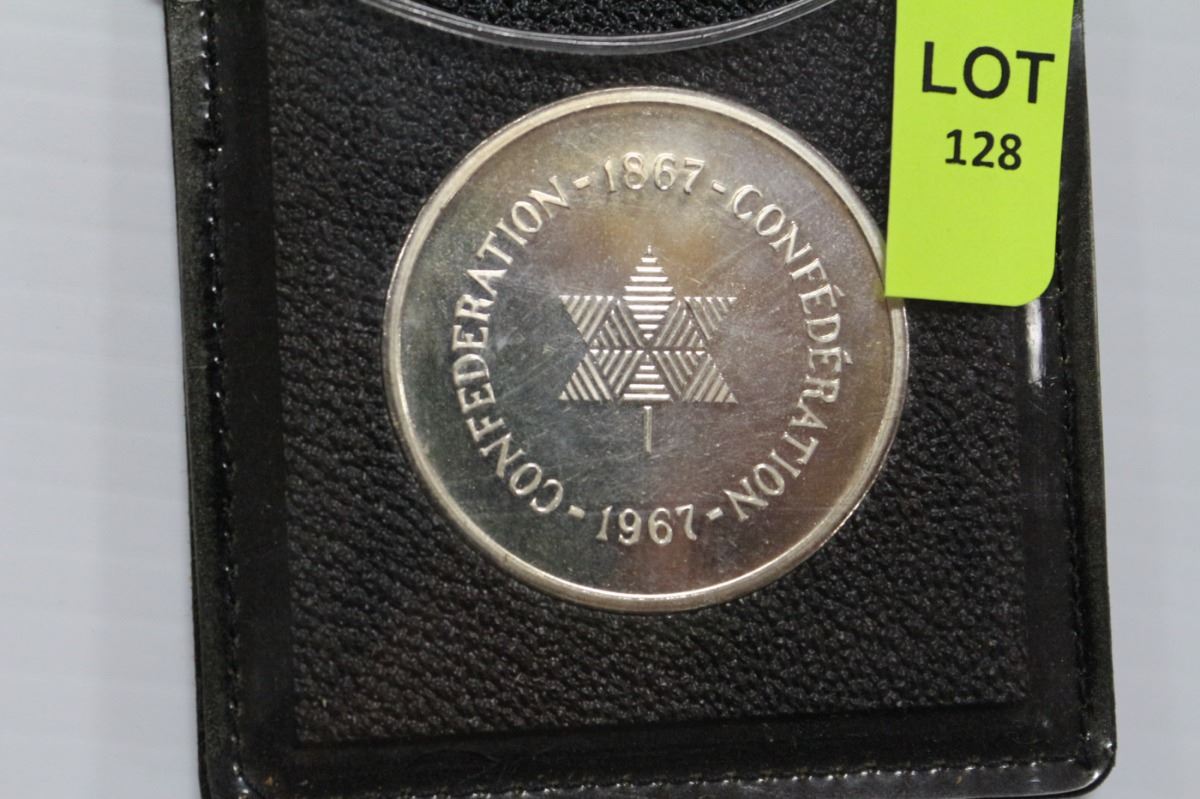 LOT
128
1867 - CONFÉDÉRATION - 1967 - CONFEDERATION -